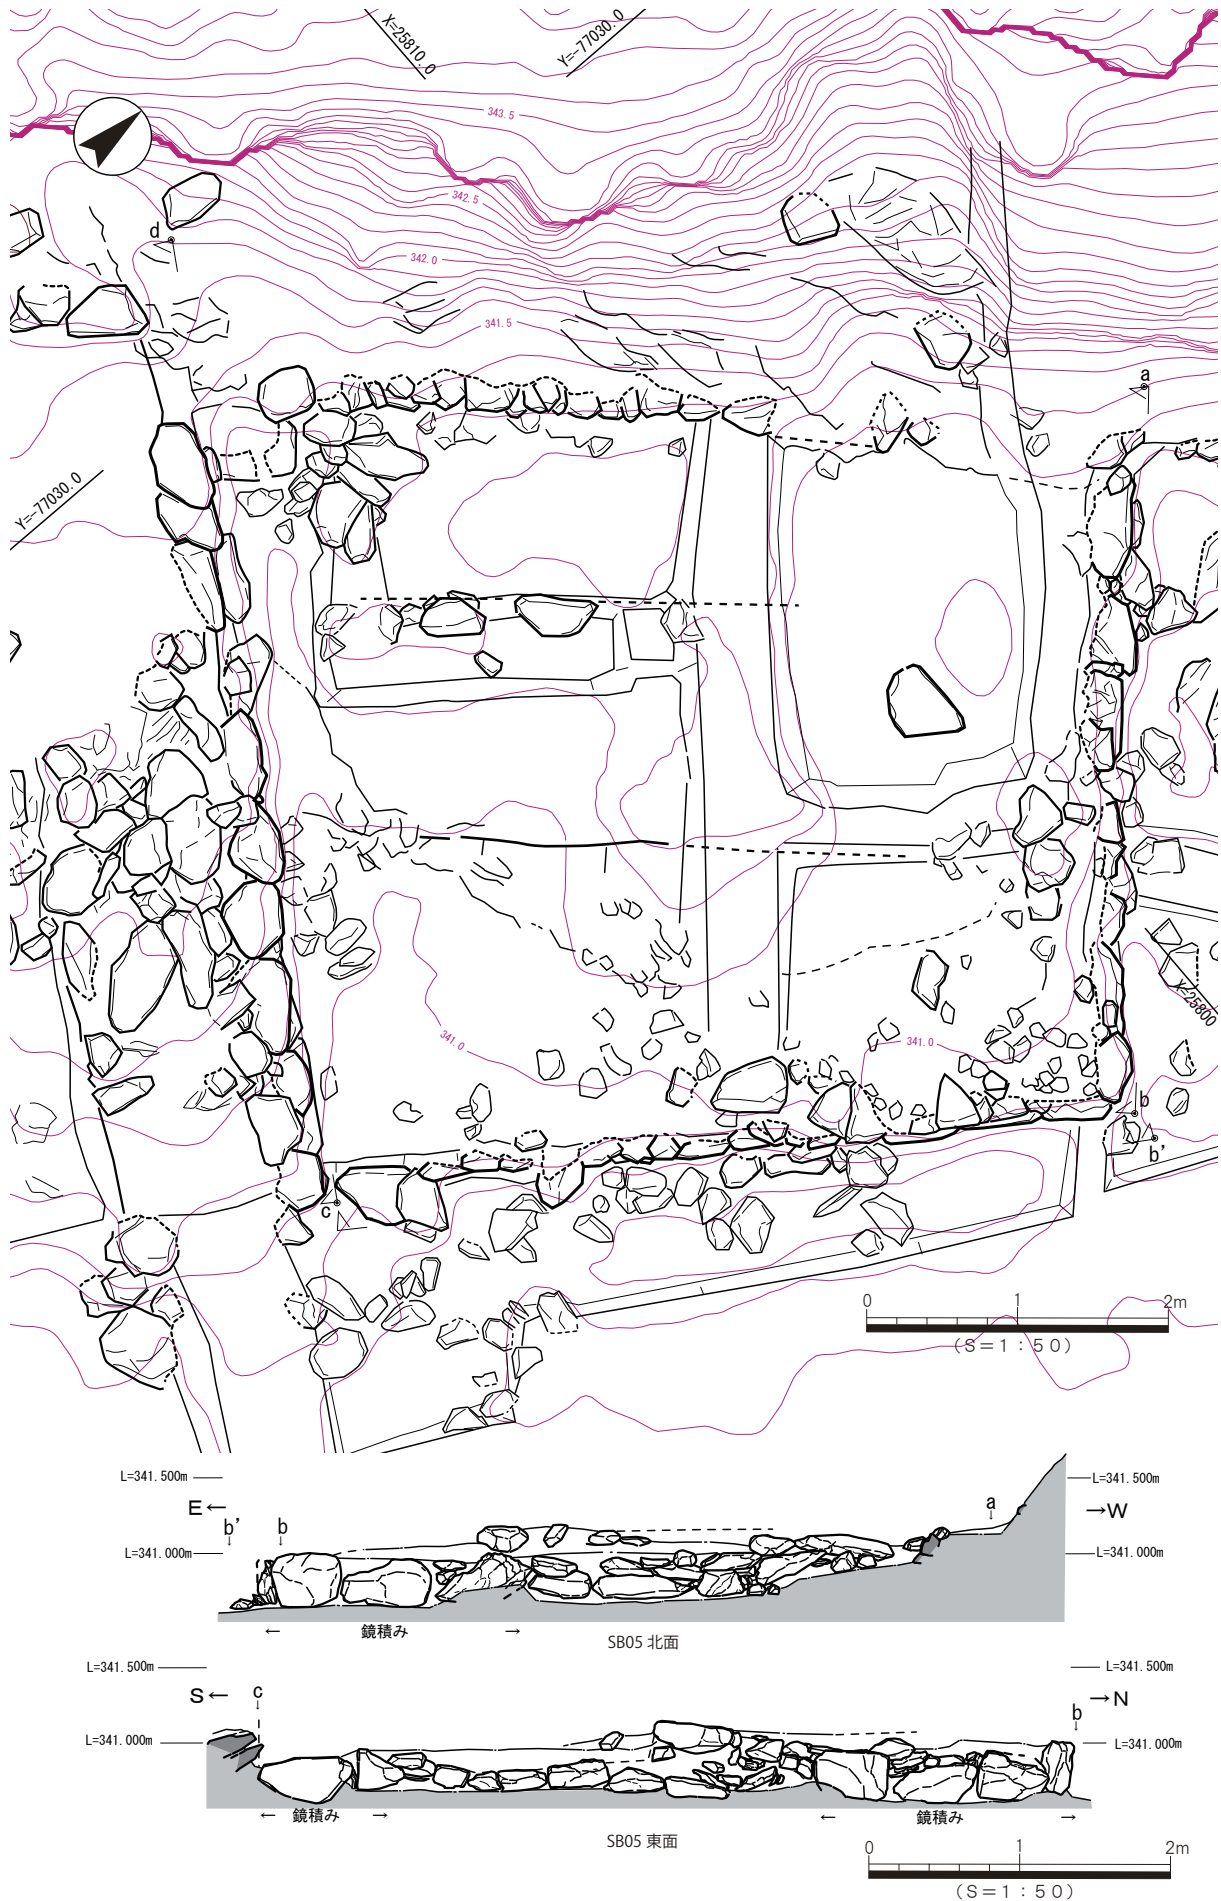 X=25810.0
Y=-77030.0
343.5
342.5
d
342.0
341.5
a
Y=-77030.0
X=25800
341.0
341.0
b
b'
c
0 1 2m
(S=1:50)
L=341.500m
L=341.500m
E← a →W
b' b
L=341.000m
L=341.000m
← 鏡積み →
SB05 北面
L=341.500m
L=341.500m
S← c →N
b
L=341.000m
L=341.000m
← 鏡積み → ← 鏡積み →
SB05 東面
0 1 2m
(S=1:50)